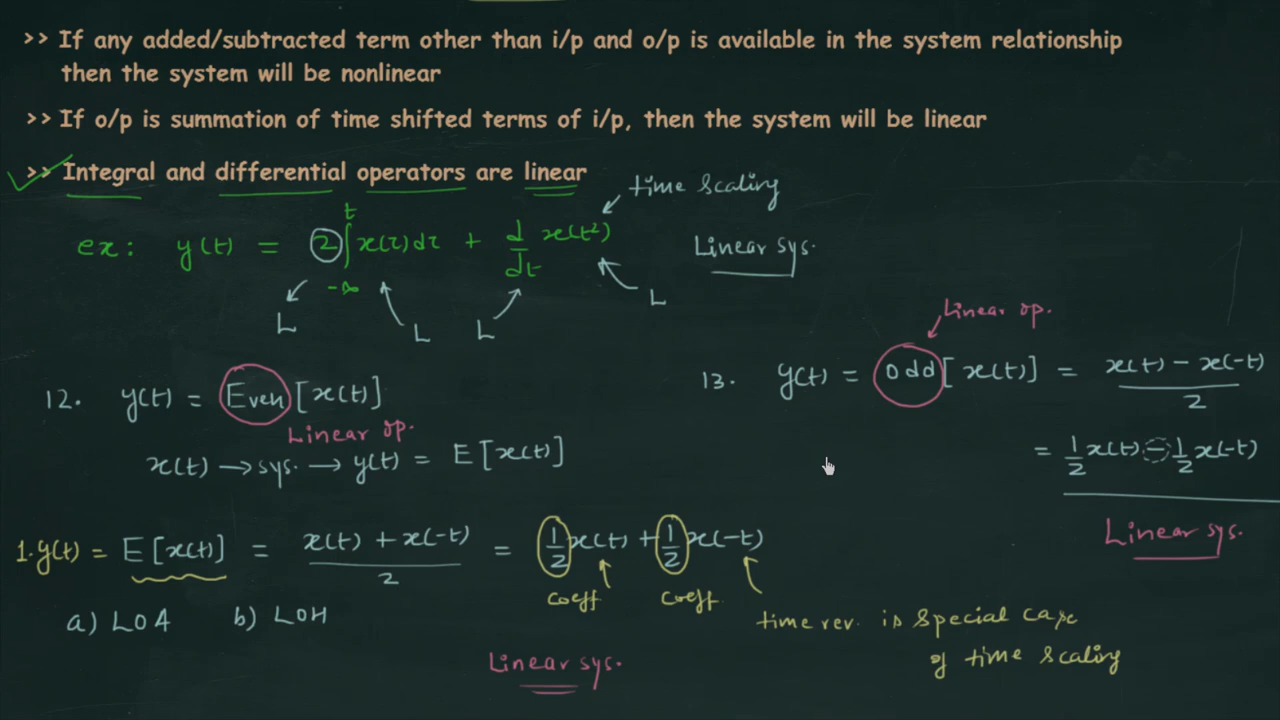 >> If any added/subtracted term other than i/p and o/p is available in the system relationship
then the system will be nonlinear
>> If o/p is summation of time shifted terms of i/p, then the system will be linear
>> Integral and differential operators are linear
time scaling
ex: y(t) = 2∫_{-∞}^{t} x(τ)dτ + d/dt x(t²)
Linear sys.
L L L L
12. y(t) = Even [x(t)]
Linear op.
x(t) → sys. → y(t) = E[x(t)]
1. y(t) = E[x(t)] = (x(t) + x(-t))/2 = 1/2 x(t) + 1/2 x(-t)
coeff coeff
time rev. is special case
of time scaling
a) LOA b) LOH
Linear sys.
Linear op.
13. y(t) = odd [x(t)] = (x(t) - x(-t))/2
= 1/2 x(t) - 1/2 x(-t)
Linear sys.